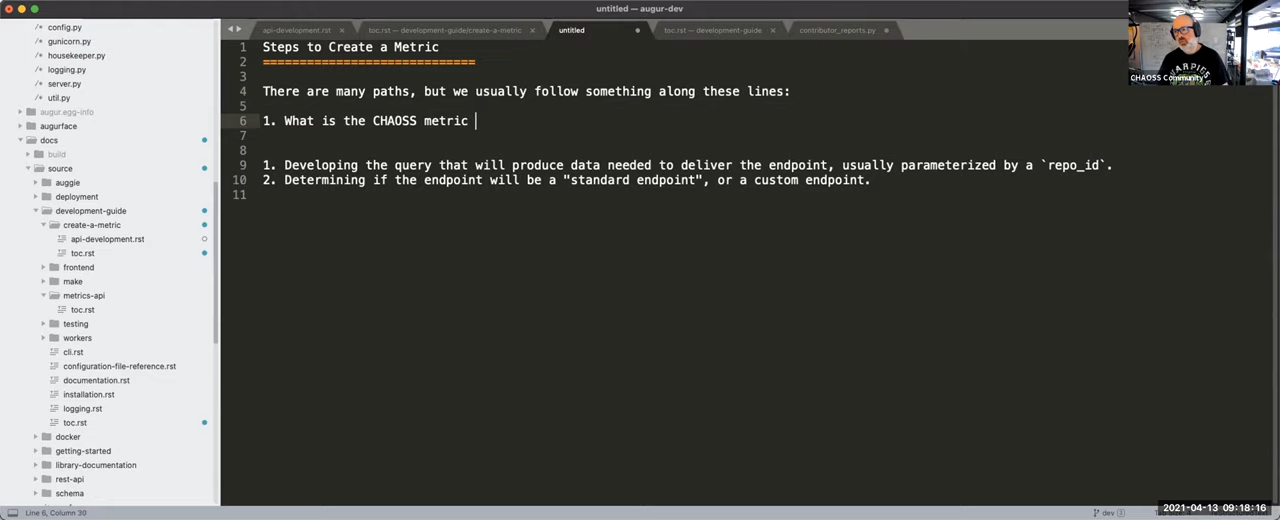 untitled — augur-dev
config.py
gunicorn.py
housekeeper.py
logging.py
server.py
util.py
augur.egg-info
augurface
docs
build
source
auggie
deployment
development-guide
create-a-metric
api-development.rst
toc.rst
frontend
make
metrics-api
toc.rst
testing
workers
cli.rst
configuration-file-reference.rst
documentation.rst
installation.rst
logging.rst
toc.rst
docker
getting-started
library-documentation
rest-api
schema
api-development.rst
toc.rst — development-guide/create-a-metric
untitled
toc.rst — development-guide
contributor_reports.py
1 Steps to Create a Metric
2 =============================
3
4 There are many paths, but we usually follow something along these lines:
5
6 1. What is the CHAOSS metric
7
8
9 1. Developing the query that will produce data needed to deliver the endpoint, usually parameterized by a `repo_id`.
10 2. Determining if the endpoint will be a "standard endpoint", or a custom endpoint.
11
CHAOSS Community
Line 6, Column 30
dev
2021-04-13 09:18:16